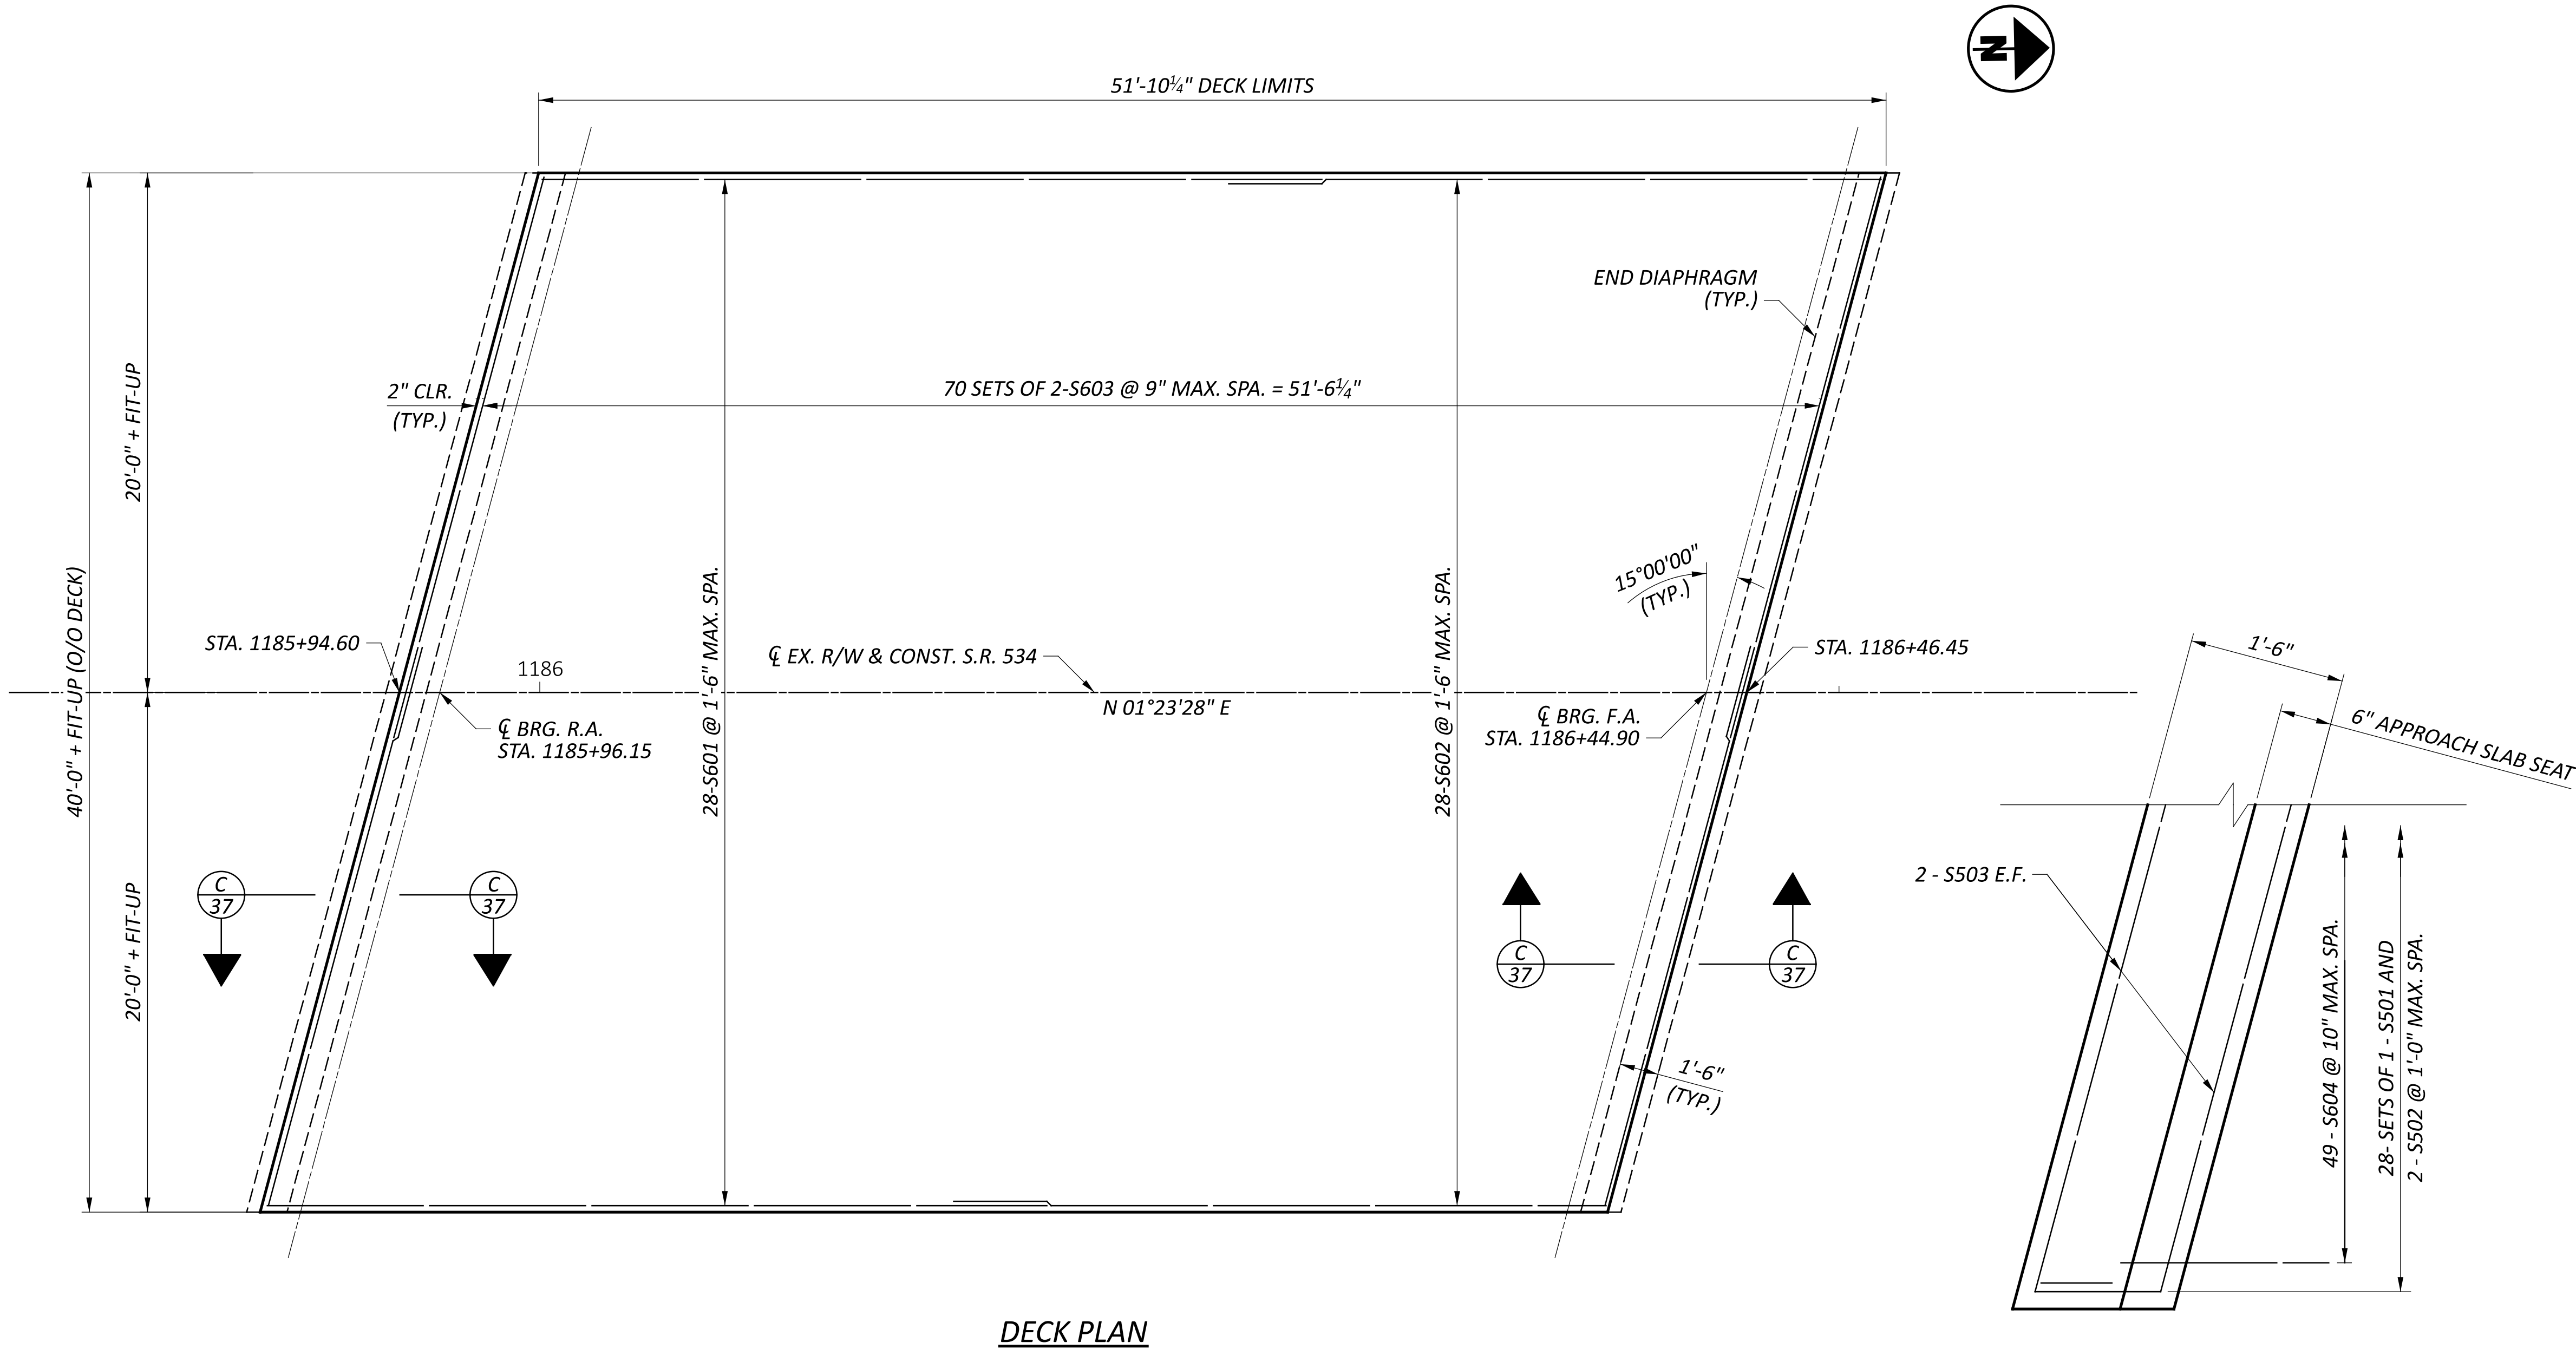 N
51'-10¼" DECK LIMITS
END DIAPHRAGM
(TYP.)
20'-0" + FIT-UP
2" CLR.
(TYP.)
70 SETS OF 2-S603 @ 9" MAX. SPA. = 51'-6¼"
40'-0" + FIT-UP (O/O DECK)
28-S601 @ 1'-6" MAX. SPA.
28-S602 @ 1'-6" MAX. SPA.
15°00'00"
(TYP.)
STA. 1185+94.60
1186
℄ EX. R/W & CONST. S.R. 534
STA. 1186+46.45
N 01°23'28" E
℄ BRG. R.A.
STA. 1185+96.15
℄ BRG. F.A.
STA. 1186+44.90
1'-6"
6" APPROACH SLAB SEAT
20'-0" + FIT-UP
C
37
C
37
C
37
C
37
2 - S503 E.F.
49 - S604 @ 10" MAX. SPA.
28- SETS OF 1 - S501 AND
2 - S502 @ 1'-0" MAX. SPA.
1'-6"
(TYP.)
DECK PLAN